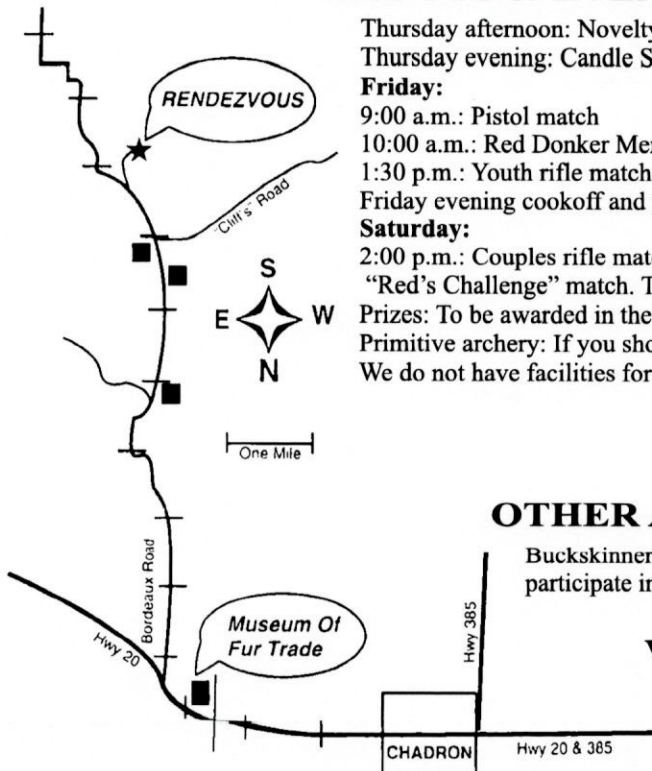 Thursday afternoon: Novelty
Thursday evening: Candle S
Friday:
9:00 a.m.: Pistol match
10:00 a.m.: Red Donker Me
1:30 p.m.: Youth rifle match
Friday evening cookoff and
Saturday:
2:00 p.m.: Couples rifle mat
"Red's Challenge" match. T
Prizes: To be awarded in the
Primitive archery: If you sho
We do not have facilities for
RENDEZVOUS
"Cliff's" Road
S
E W
N
One Mile
OTHER
Buckskinner
participate in
Bordeaux Road
Hwy 20
Museum Of
Fur Trade
Hwy 385
CHADRON
Hwy 20 & 385